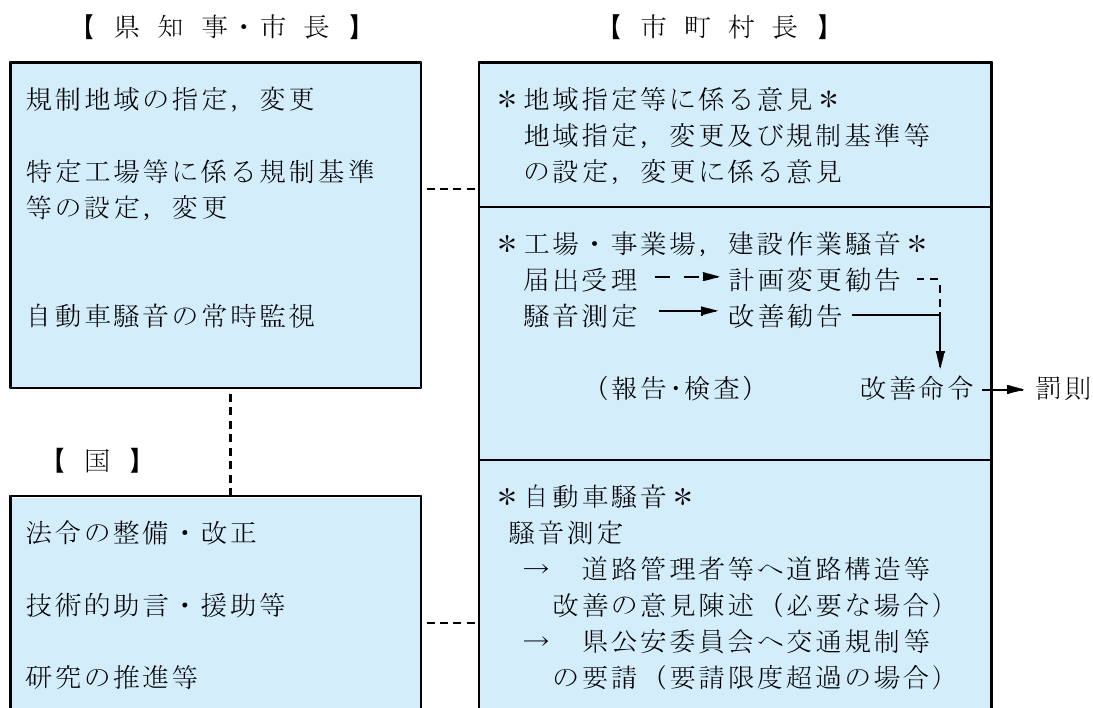 【 県 知 事・市 長 】
規制地域の指定，変更
特定工場等に係る規制基準
等の設定，変更
自動車騒音の常時監視
【 国 】
法令の整備・改正
技術的助言・援助等
研究の推進等
【 市 町 村 長 】
＊地域指定等に係る意見＊
地域指定，変更及び規制基準等
の設定，変更に係る意見
＊工場・事業場，建設作業騒音＊
届出受理 計画変更勧告
騒音測定 → 改善勧告
（報告・検査） 改善命令 → 罰則
＊自動車騒音＊
騒音測定
→ 道路管理者等へ道路構造等
改善の意見陳述（必要な場合）
→ 県公安委員会へ交通規制等
の要請（要請限度超過の場合）